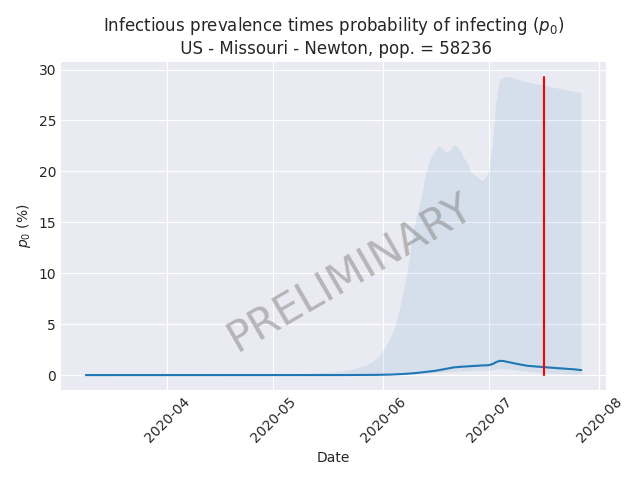 Infectious prevalence times probability of infecting (p₀)
US - Missouri - Newton, pop. = 58236
30
25
20
15
10
5
0
p₀ (%)
PRELIMINARY
2020-04
2020-05
2020-06
2020-07
2020-08
Date